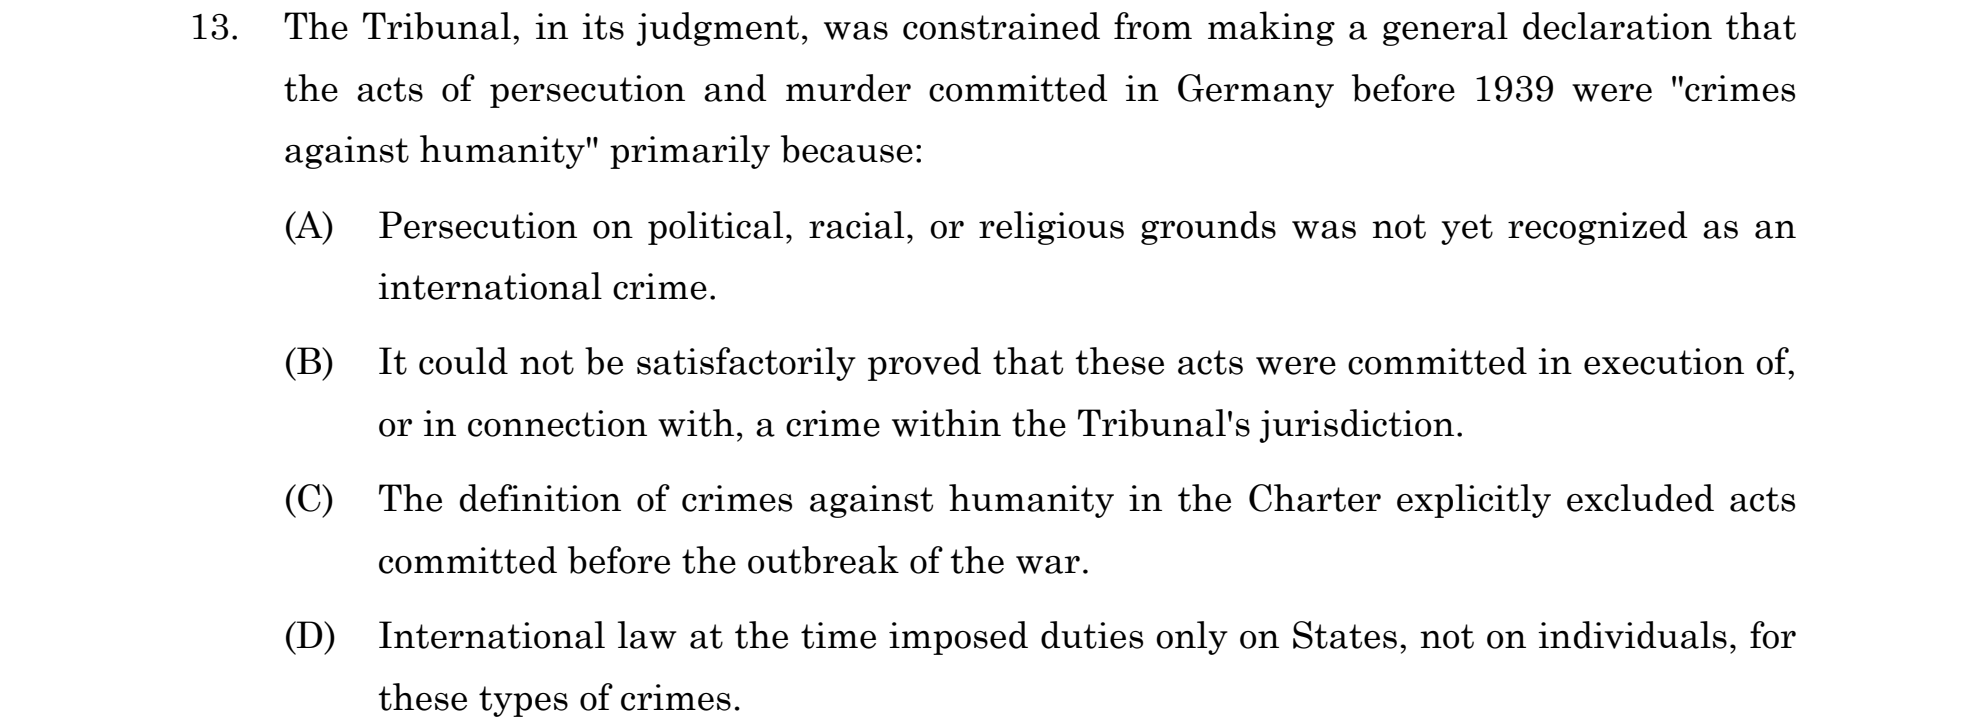 13. The Tribunal, in its judgment, was constrained from making a general declaration that
the acts of persecution and murder committed in Germany before 1939 were "crimes
against humanity" primarily because:
(A) Persecution on political, racial, or religious grounds was not yet recognized as an
international crime.
(B) It could not be satisfactorily proved that these acts were committed in execution of,
or in connection with, a crime within the Tribunal's jurisdiction.
(C) The definition of crimes against humanity in the Charter explicitly excluded acts
committed before the outbreak of the war.
(D) International law at the time imposed duties only on States, not on individuals, for
these types of crimes.